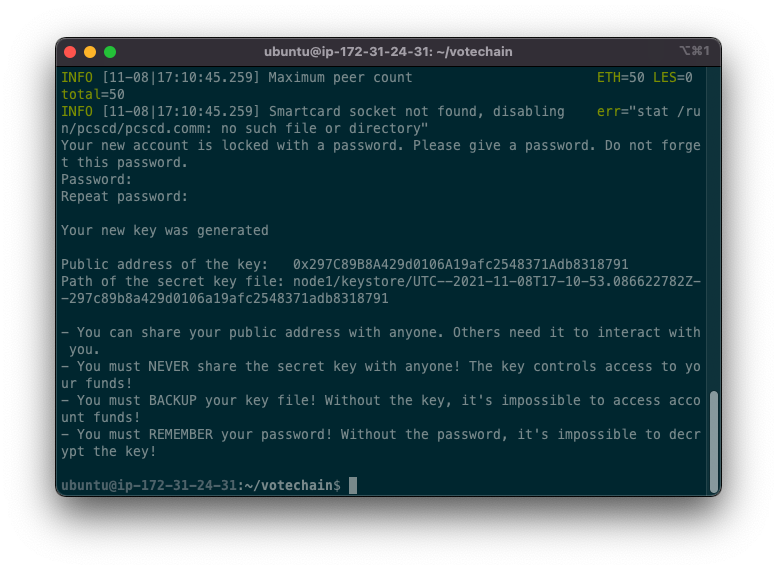 ubuntu@ip-172-31-24-31: ~/votechain
⌥⌘1
INFO [11-08|17:10:45.259] Maximum peer count                       ETH=50 LES=0
total=50
INFO [11-08|17:10:45.259] Smartcard socket not found, disabling    err="stat /ru
n/pcscd/pcscd.comm: no such file or directory"
Your new account is locked with a password. Please give a password. Do not forge
t this password.
Password:
Repeat password:
Your new key was generated
Public address of the key:   0x297C89B8A429d0106A19afc2548371Adb8318791
Path of the secret key file: node1/keystore/UTC--2021-11-08T17-10-53.086622782Z-
-297c89b8a429d0106a19afc2548371adb8318791
- You can share your public address with anyone. Others need it to interact with
 you.
- You must NEVER share the secret key with anyone! The key controls access to yo
ur funds!
- You must BACKUP your key file! Without the key, it's impossible to access acco
unt funds!
- You must REMEMBER your password! Without the password, it's impossible to decr
ypt the key!
ubuntu@ip-172-31-24-31:~/votechain$